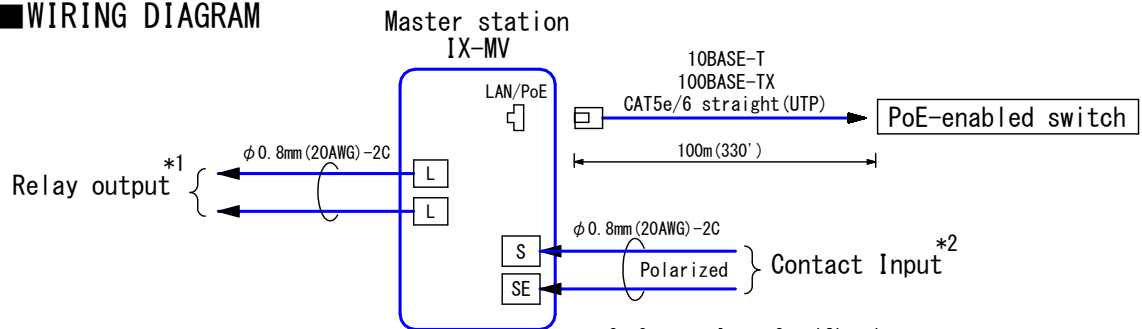 ■WIRING DIAGRAM
Master station
IX-MV
LAN/PoE
10BASE-T
100BASE-TX
CAT5e/6 straight(UTP)
PoE-enabled switch
100m(330')
Relay output*1
φ0.8mm(20AWG)-2C
L
L
φ0.8mm(20AWG)-2C
S
SE
Polarized
Contact Input*2